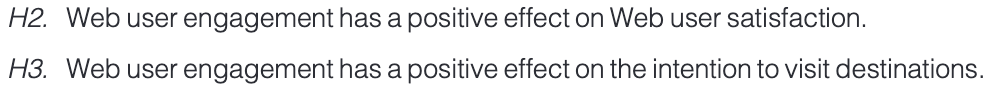 H2. Web user engagement has a positive effect on Web user satisfaction.
H3. Web user engagement has a positive effect on the intention to visit destinations.